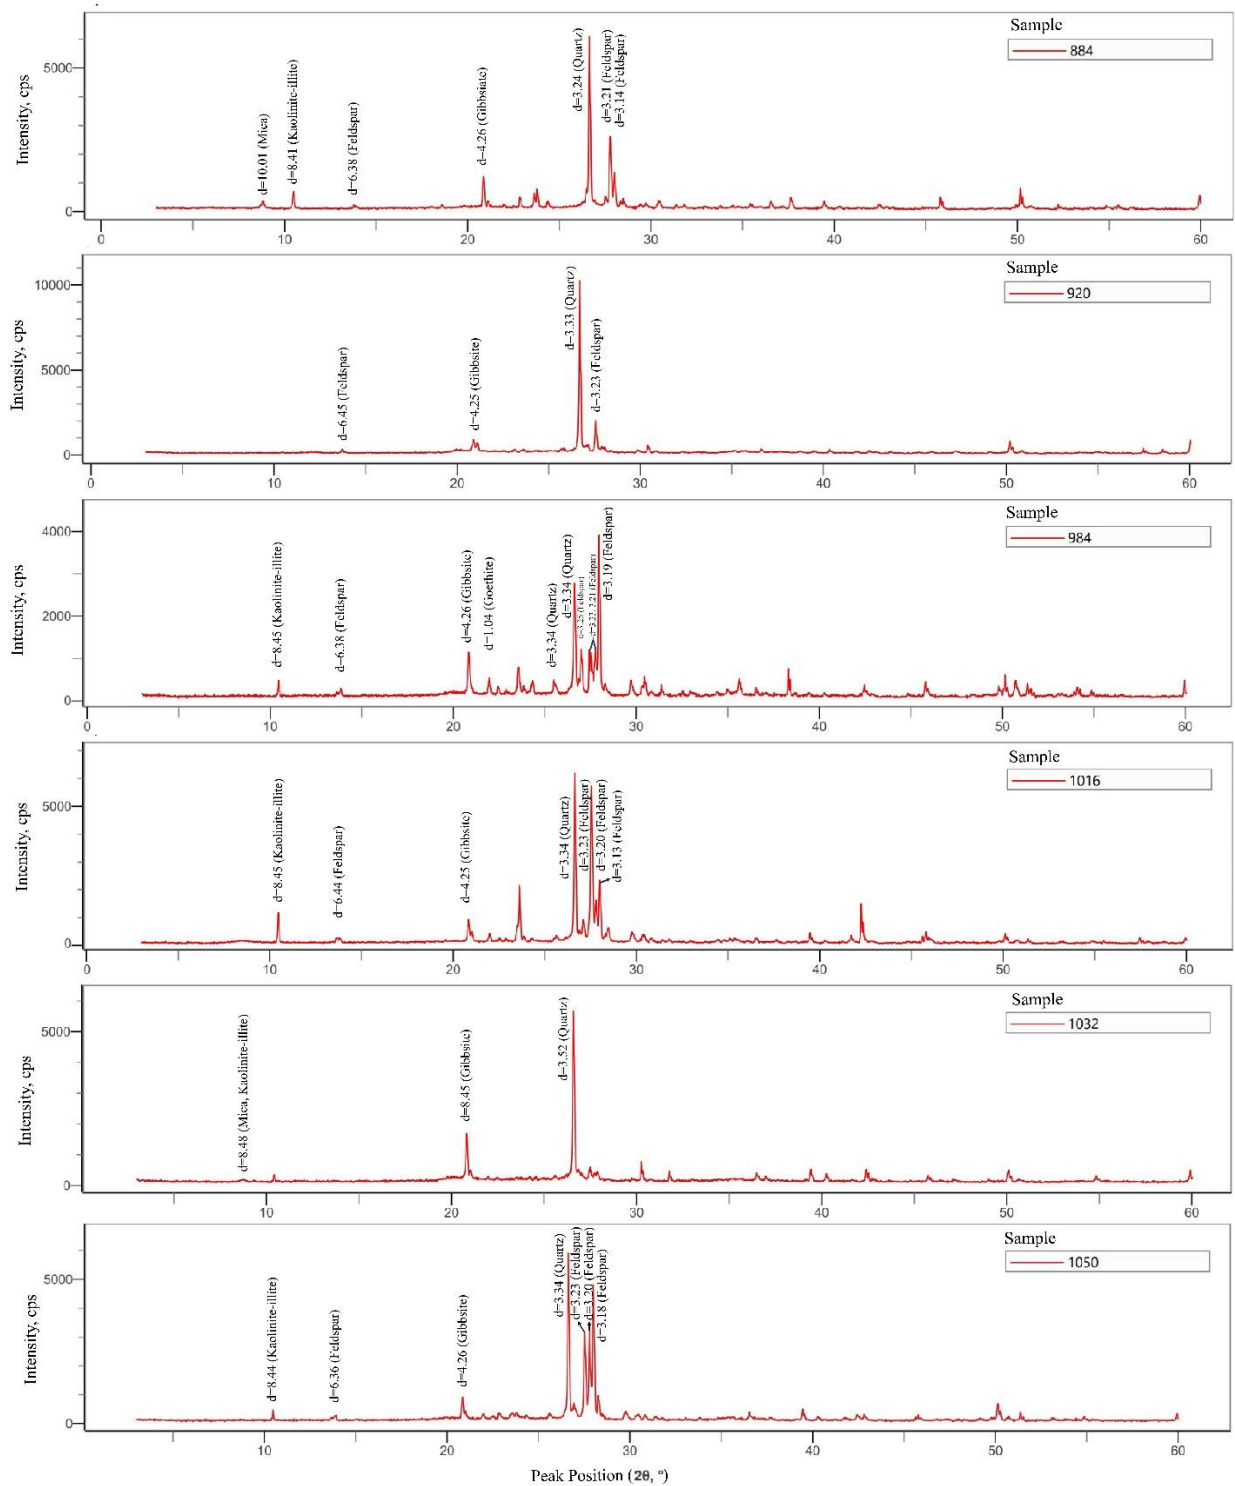 Sample
884
Intensity, cps
5000
0
d=10.01 (Mica)
d=8.41 (Kaolinite-illite)
d=6.38 (Feldspar)
d=4.26 (Gibbsiate)
d=3.24 (Quartz)
d=3.21 (Feldspar)
d=3.14 (Feldspar)
0 10 20 30 40 50 60
Sample
920
Intensity, cps
10000
5000
0
d=6.45 (Feldspar)
d=4.25 (Gibbsite)
d=3.33 (Quartz)
d=3.23 (Feldspar)
0 10 20 30 40 50 60
Sample
984
Intensity, cps
4000
2000
0
d=8.45 (Kaolinite-illite)
d=6.38 (Feldspar)
d=4.26 (Gibbsite)
d=1.04 (Goethite)
d=3.34 (Quartz)
d=3.34 (Quartz)
d=3.25 (Feldspar)
d=3.22, 3.21 (Feldspar)
d=3.19 (Feldspar)
0 10 20 30 40 50 60
Sample
1016
Intensity, cps
5000
0
d=8.45 (Kaolinite-illite)
d=6.44 (Feldspar)
d=4.25 (Gibbsite)
d=3.34 (Quartz)
d=3.23 (Feldspar)
d=3.20 (Feldspar)
d=3.13 (Feldspar)
0 10 20 30 40 50 60
Sample
1032
Intensity, cps
5000
0
d=8.48 (Mica, Kaolinite-illite)
d=8.45 (Gibbsite)
d=3.52 (Quartz)
10 20 30 40 50 60
Sample
1050
Intensity, cps
5000
0
d=8.44 (Kaolinite-illite)
d=6.36 (Feldspar)
d=4.26 (Gibbsite)
d=3.34 (Quartz)
d=3.23 (Feldspar)
d=3.20 (Feldspar)
d=3.18 (Feldspar)
10 20 30 40 50 60
Peak Position (2θ, °)